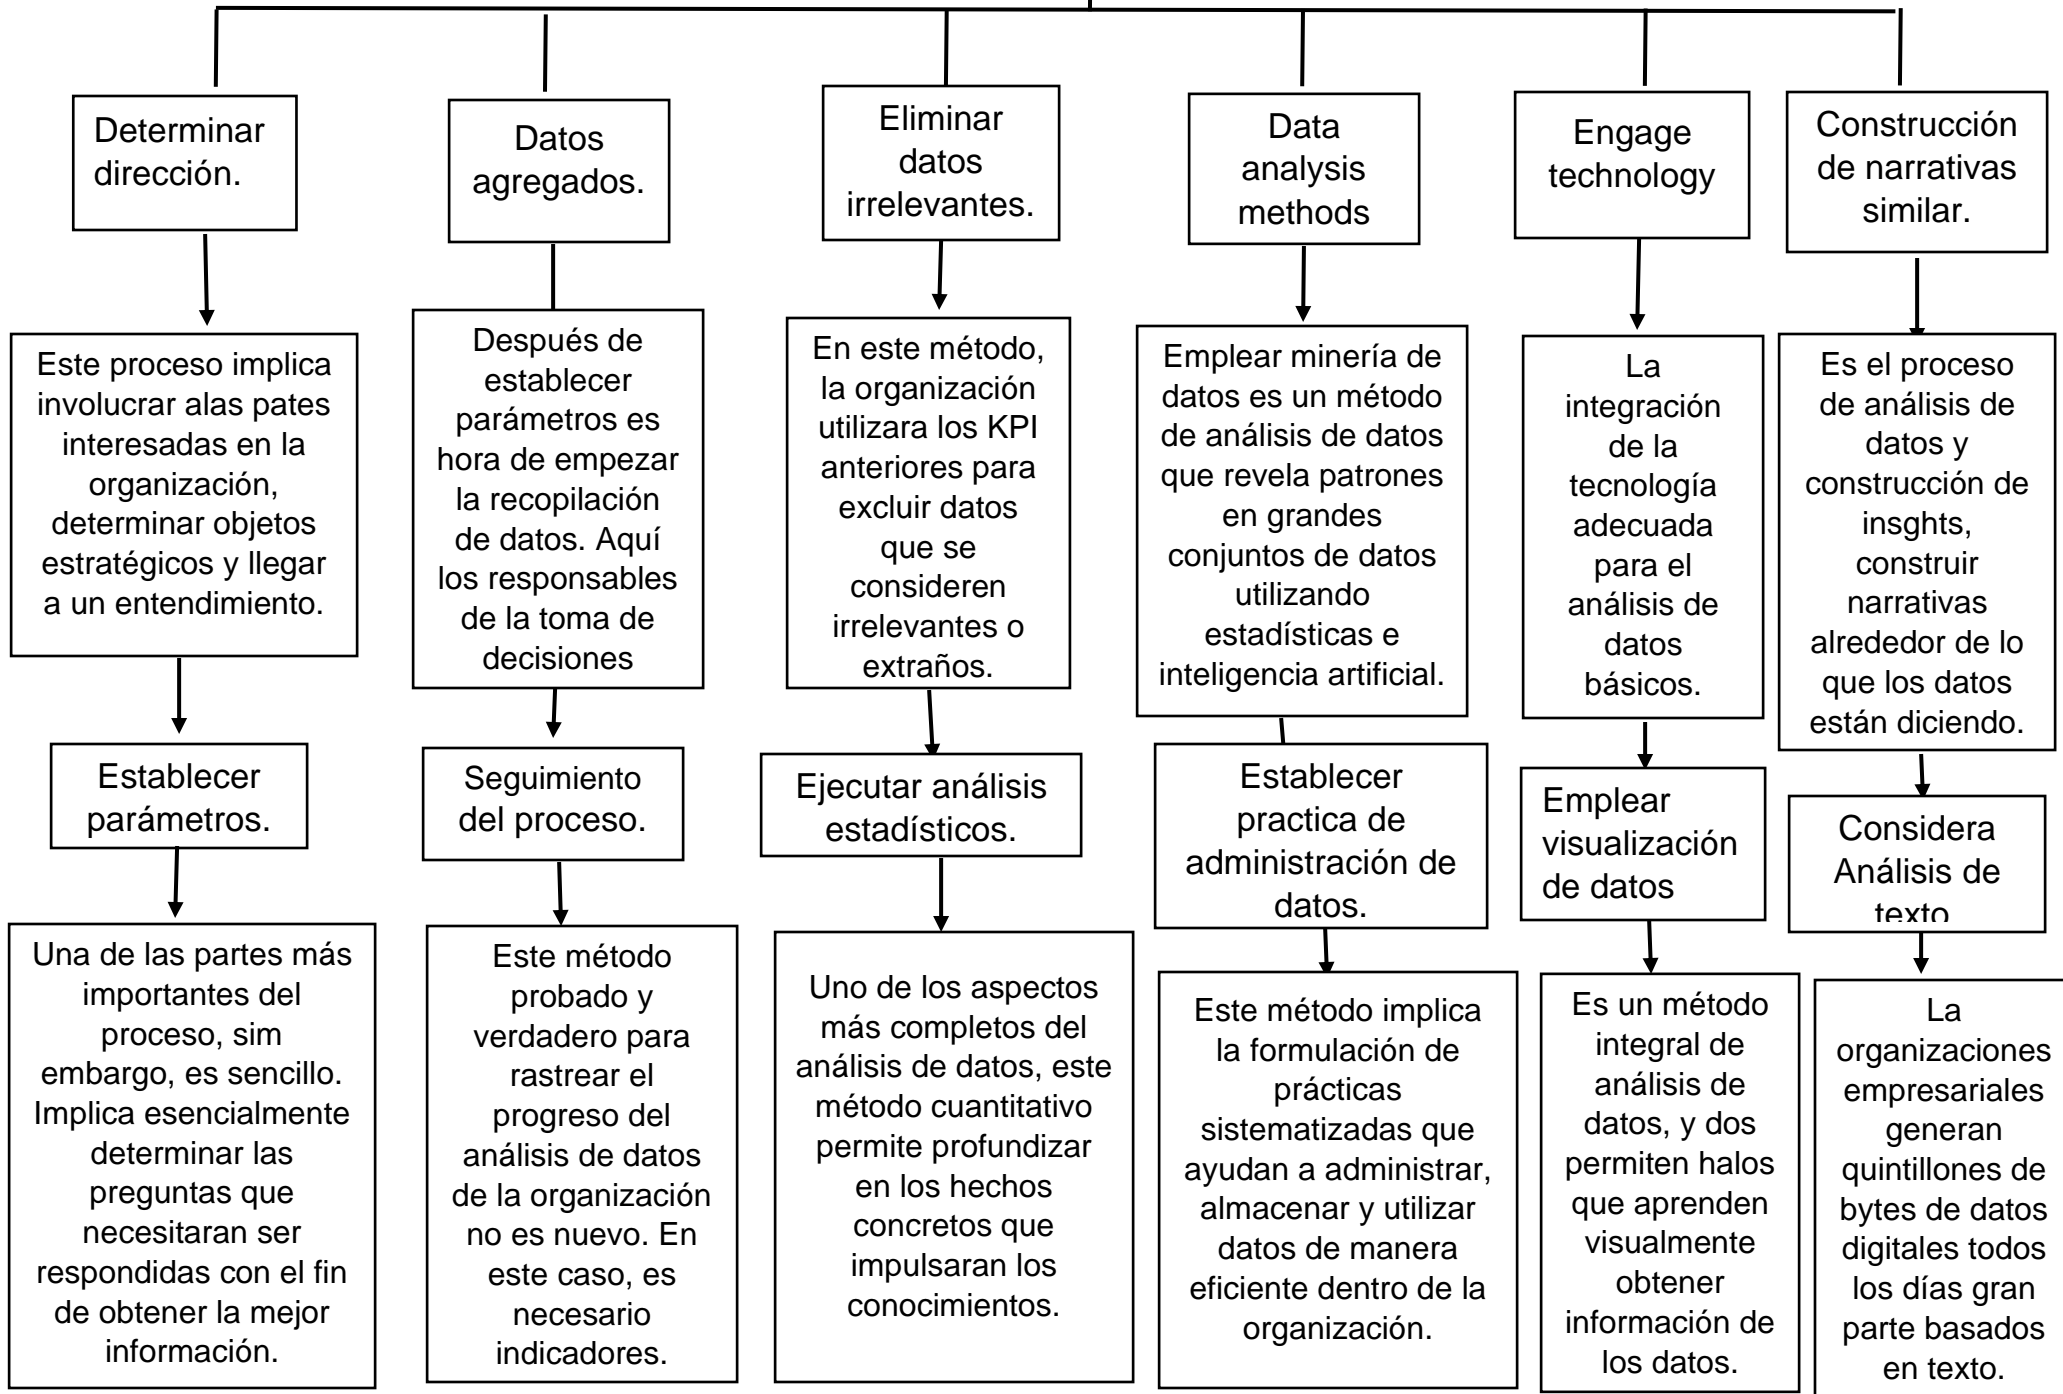 Determinar
dirección.
Datos
agregados.
Eliminar
datos
irrelevantes.
Data
analysis
methods
Engage
technology
Construcción
de narrativas
similar.
Este proceso implica
involucrar alas pates
interesadas en la
organización,
determinar objetos
estratégicos y llegar
a un entendimiento.
Después de
establecer
parámetros es
hora de empezar
la recopilación
de datos. Aquí
los responsables
de la toma de
decisiones
En este método,
la organización
utilizara los KPI
anteriores para
excluir datos
que se
consideren
irrelevantes o
extraños.
Emplear minería de
datos es un método
de análisis de datos
que revela patrones
en grandes
conjuntos de datos
utilizando
estadísticas e
inteligencia artificial.
La
integración
de la
tecnología
adecuada
para el
análisis de
datos
básicos.
Es el proceso
de análisis de
datos y
construcción de
insghts,
construir
narrativas
alrededor de lo
que los datos
están diciendo.
Establecer
parámetros.
Seguimiento
del proceso.
Ejecutar análisis
estadísticos.
Establecer
practica de
administración de
datos.
Emplear
visualización
de datos
Considera
Análisis de
texto
Una de las partes más
importantes del
proceso, sim
embargo, es sencillo.
Implica esencialmente
determinar las
preguntas que
necesitaran ser
respondidas con el fin
de obtener la mejor
información.
Este método
probado y
verdadero para
rastrear el
progreso del
análisis de datos
de la organización
no es nuevo. En
este caso, es
necesario
indicadores.
Uno de los aspectos
más completos del
análisis de datos, este
método cuantitativo
permite profundizar
en los hechos
concretos que
impulsaran los
conocimientos.
Este método implica
la formulación de
prácticas
sistematizadas que
ayudan a administrar,
almacenar y utilizar
datos de manera
eficiente dentro de la
organización.
Es un método
integral de
análisis de
datos, y dos
permiten halos
que aprenden
visualmente
obtener
información de
los datos.
La
organizaciones
empresariales
generan
quintillones de
bytes de datos
digitales todos
los días gran
parte basados
en texto.